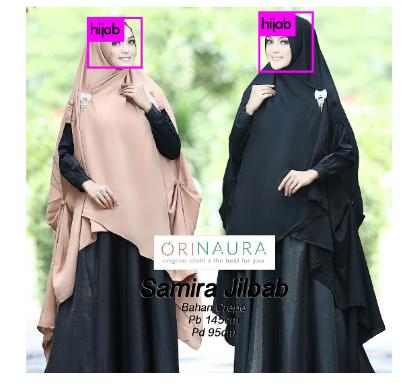 hijab
hijab
ORINAURA
original cloth's the best for you
Samira Jilbab
Bahan Crepe
Pb 145cm
Pd 95cm